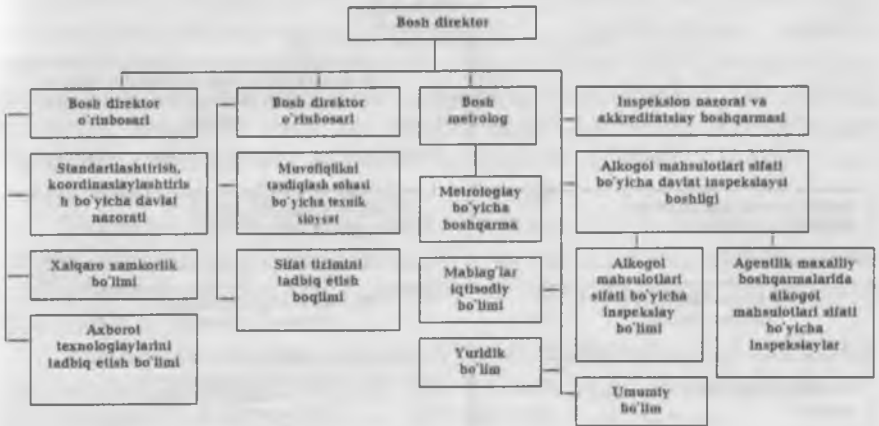 Bosh direktor
Bosh direktor
o'rinbosari
Bosh direktor
o'rinbosari
Bosh
metrolog
Inspeksion nazorat va
akkreditatsiay boshqarmasi
Standartilashtirish,
koordinasiaylashtiris
h bo'yicha davlat
nazorati
Muvofiqlikni
tasdiqlash sohasi
bo'yicha texnik
sioysat
Metrologiay
bo'yicha
boshqarma
Alkogol mahsulotlari sifati
bo'yicha davlat inspeksiaysi
boshligi
Xalqaro xamkorlik
bo'limi
Sifat tizimini
tadbiq etish
boqlimi
Mablag'lar
iqtisodiy
bo'limi
Alkogol
mahsulotlari
sifati bo'yicha
inspeksiay
bo'limi
Agentlik maxalliy
boshqarmalarida
alkogol
mahsulotlari sifati
bo'yicha
inspeksiaylar
Axborot
texnologiaylarini
tadbiq etish bo'limi
Yuridik
bo'lim
Umumiy
bo'lim